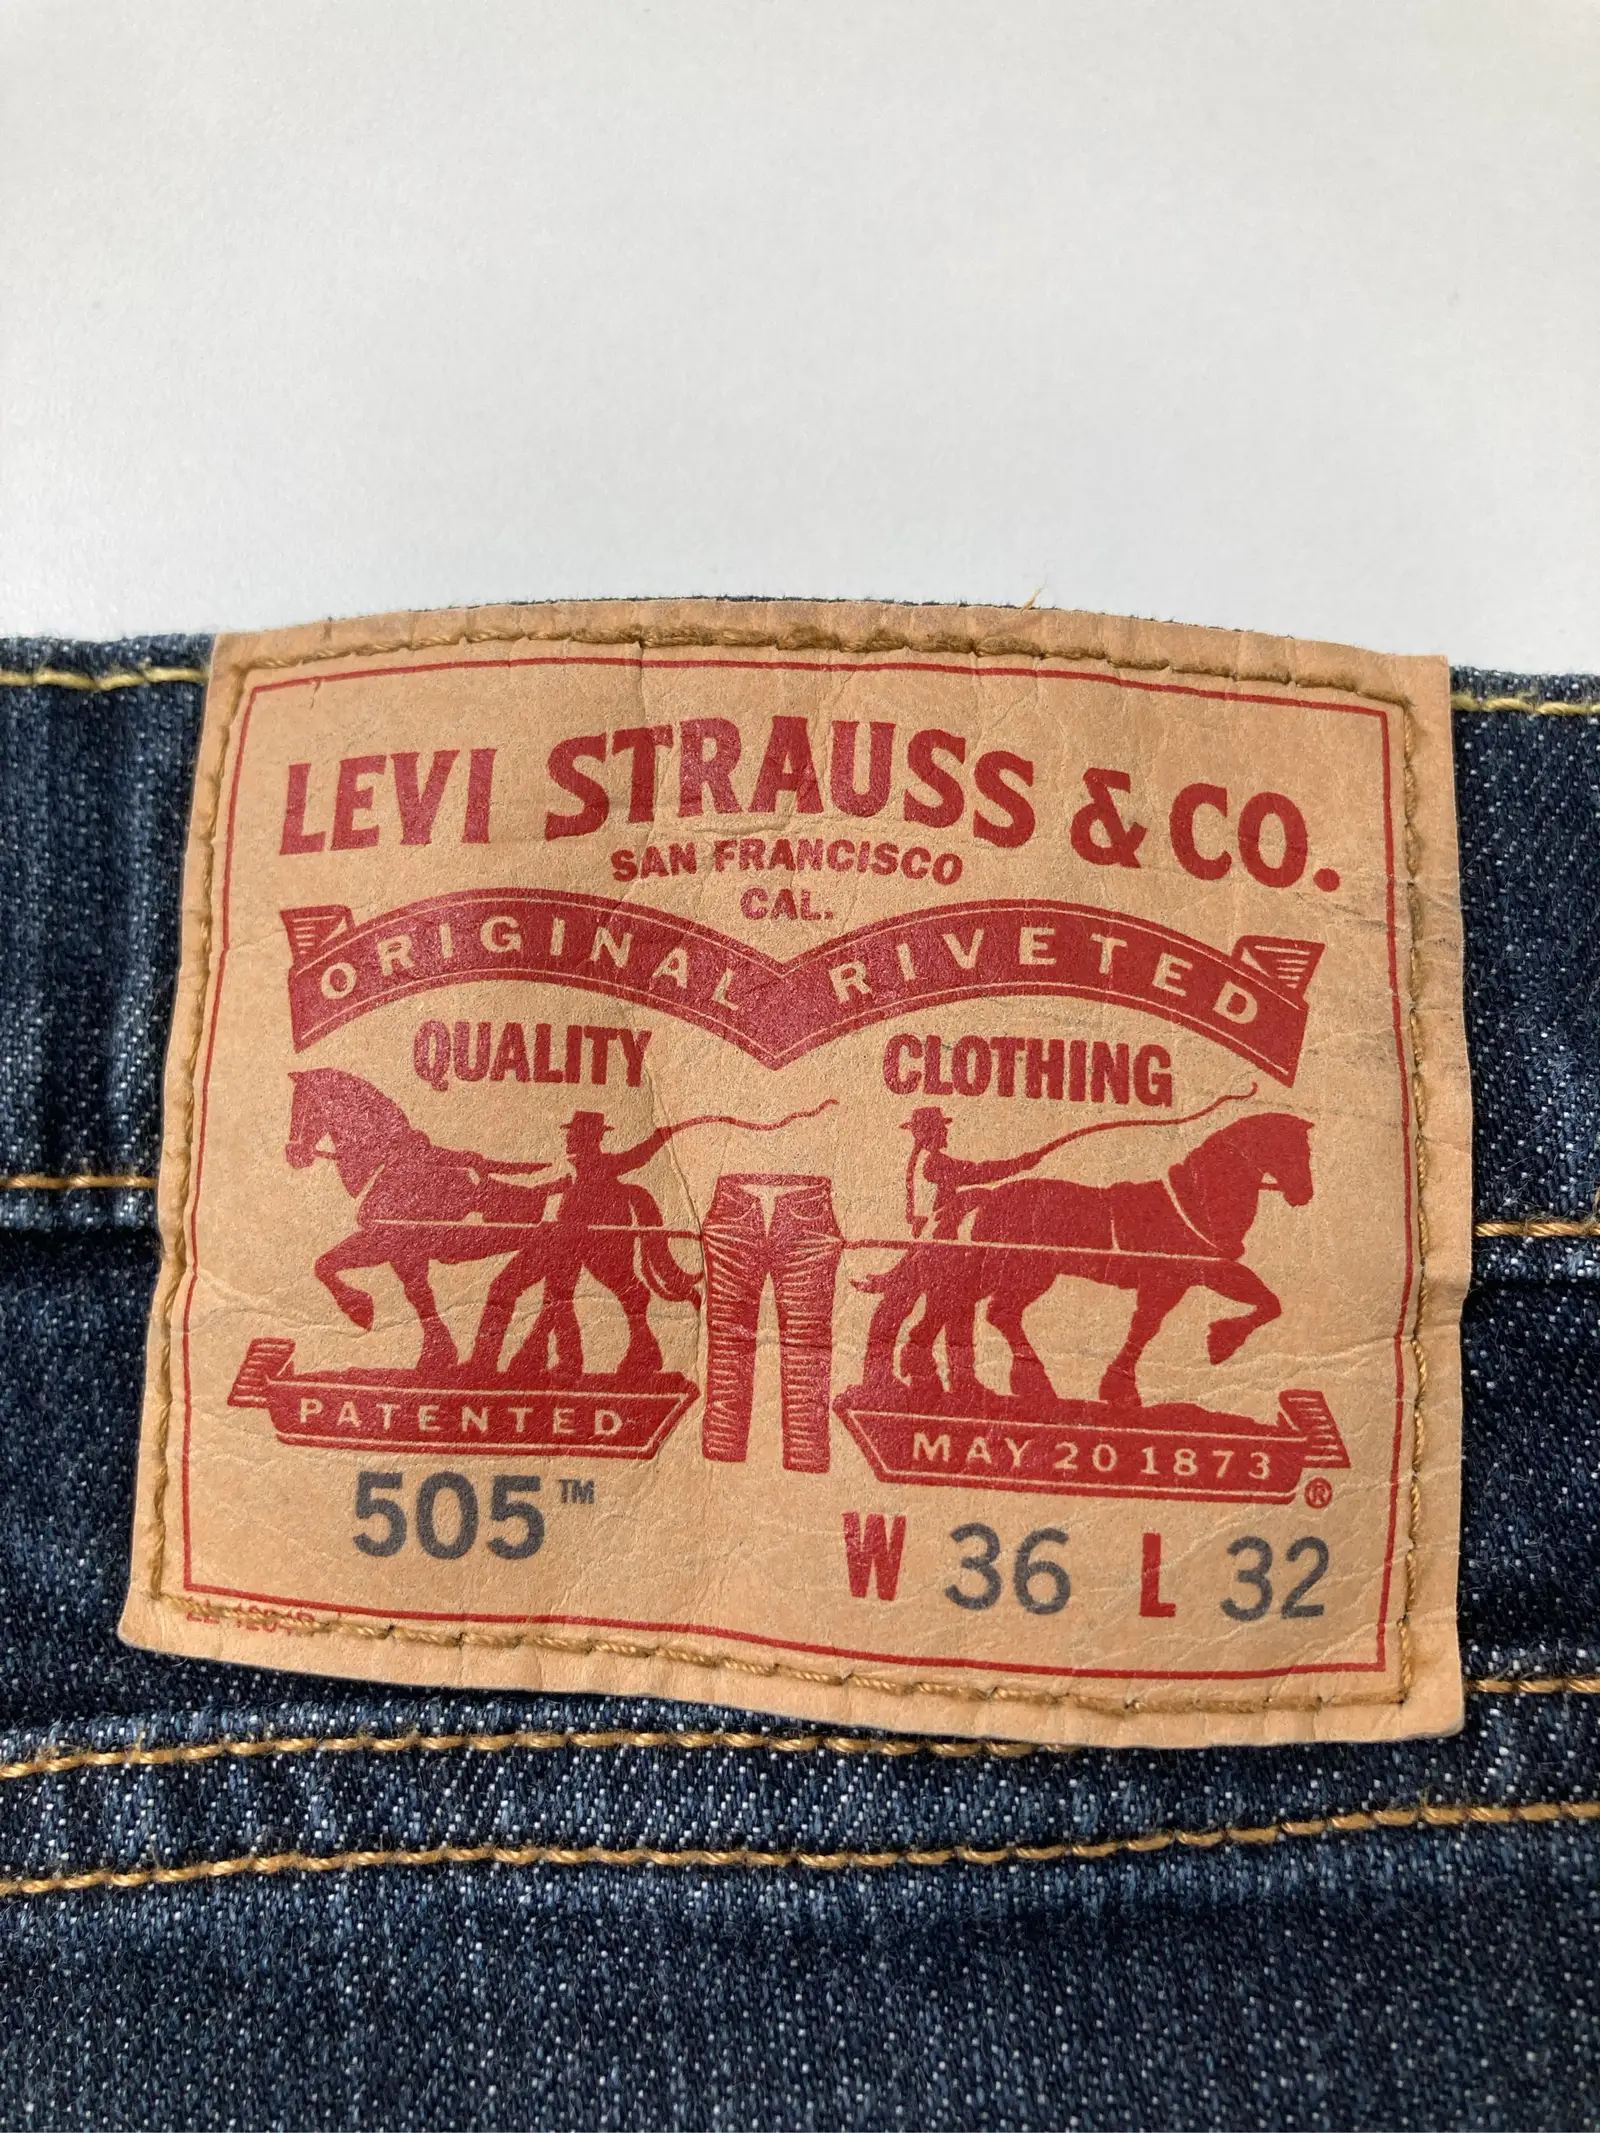 LEVI STRAUSS & CO.
SAN FRANCISCO
CAL.
ORIGINAL RIVETED
QUALITY CLOTHING
PATENTED MAY 20 1873 ®
505™ W 36 L 32